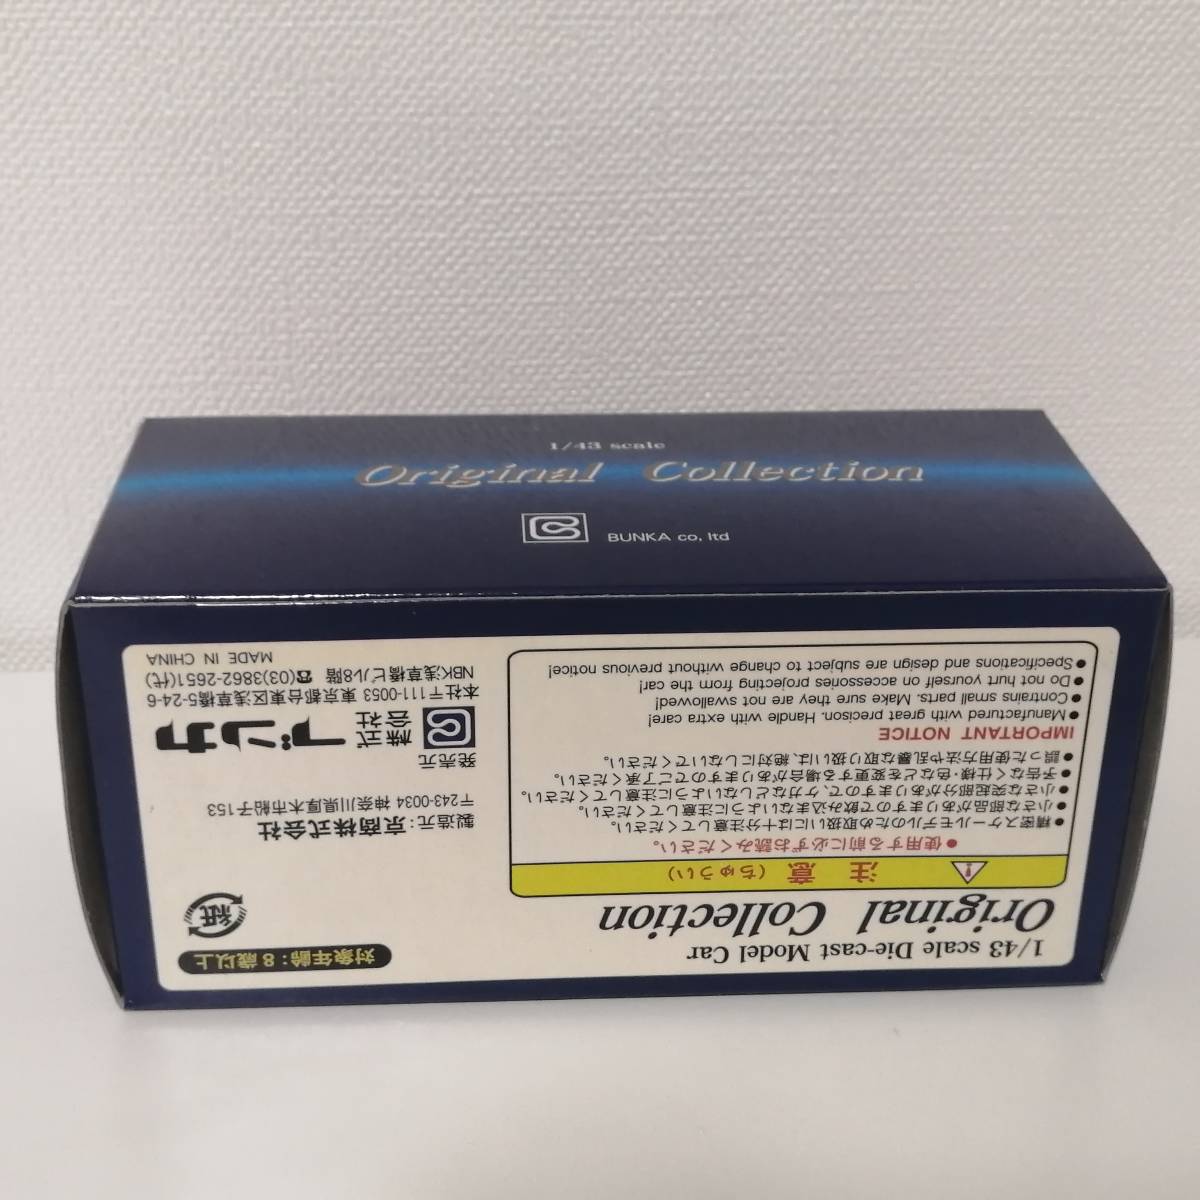 1/43 scale
Original Collection
BUNKA co, ltd
1/43 scale Die-cast Model Car
Original Collection
注 意 (ちゅうい)
●使用する前に必ずお読みください。
●精密スケールモデルのため取扱いには十分注意してください。
●小さな部品がありますので飲み込まないように注意してください。
●小さな突起部分がありますので、ケガなどしないように注意してください。
●予告なく仕様・色などを変更する場合がありますのでご了承ください。
●誤った使用方法や乱暴な取り扱いは、絶対にしないでください。
IMPORTANT NOTICE
●Manufactured with great precision. Handle with extra care!
●Contrains small parts. Make sure they are not swallowed!
●Do not hurt yourself on accessories projecting from the car!
●Specifications and design are subject to change without previous notice!
対象年齢：8歳以上
紙
製造元：京商株式会社
〒243-0034 神奈川県厚木市船子153
発売元
株式会社 ブンカ
本社〒111-0053 東京都台東区浅草橋5-24-6
NBK浅草橋ビル8階 ☎(03)3862-2651(代)
MADE IN CHINA